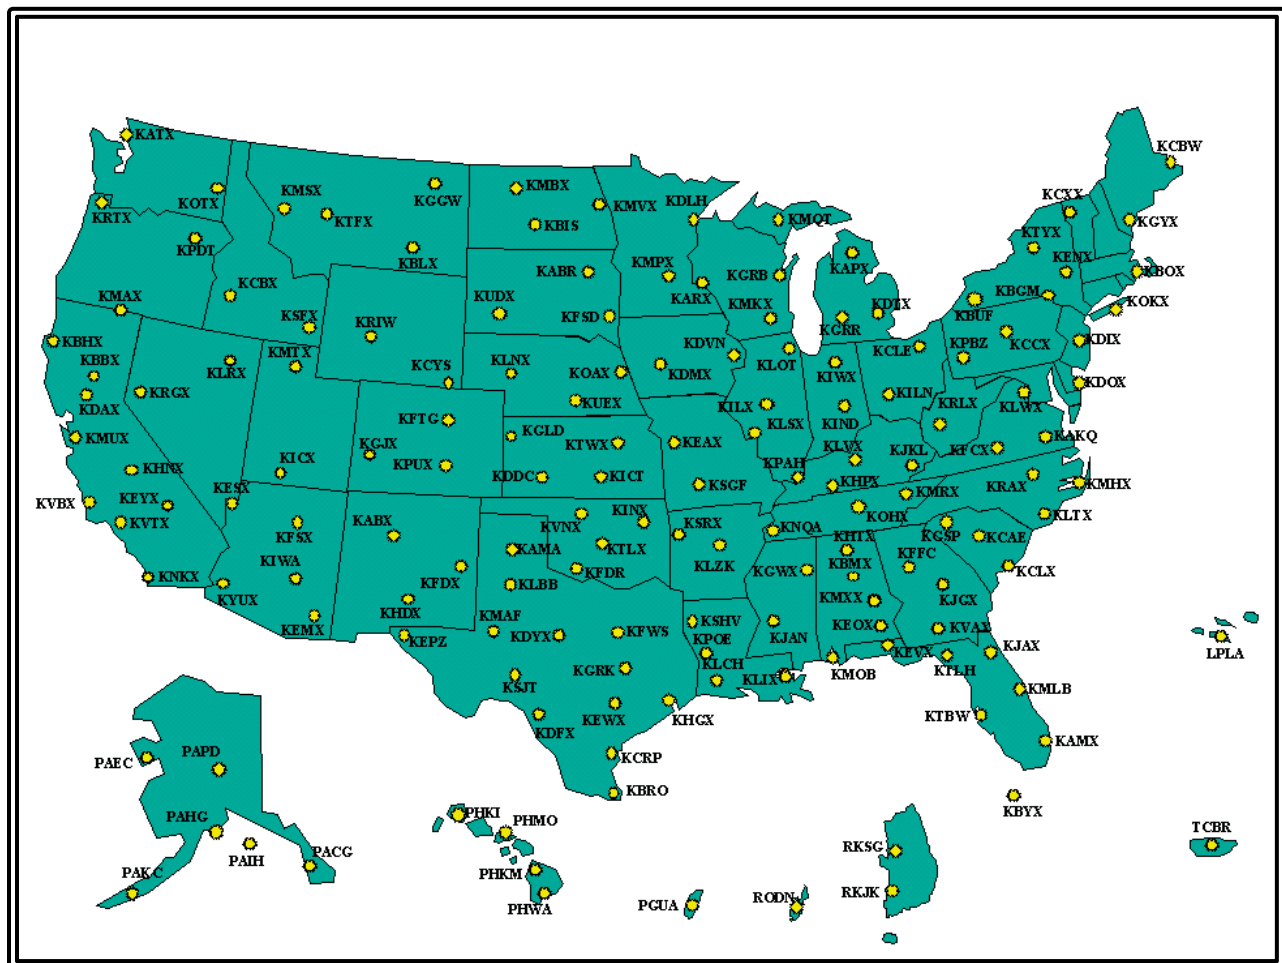 KATX
KCBW
KMSX
KGGW
KMBX
KDLH
KCXX
KRTX
KOTX
KTFX
KMVX
KMQT
KGYX
KBIS
KTYX
KPDT
KBLX
KABR
KMPX
KGRB
KAPX
KENX
KBOX
KCBX
KUDX
KARX
KBGM
KMAX
KSFX
KRIW
KFSD
KMKX
KDTX
KBUF
KOKX
KGRR
KBHX
KBBX
KMTX
KDVN
KCLE
KPBZ
KCCX
KDIX
KLRX
KCYS
KLNX
KOAX
KDMX
KLOT
KIWX
KDAX
KRGX
KUEX
KILX
KILN
KRLX
KLWX
KDOX
KFTG
KGLD
KLSX
KIND
KMUX
KGJX
KTWX
KEAX
KLVX
KJKL
KFCX
KAKQ
KHNX
KICX
KPUX
KDDC
KICT
KPAH
KSGF
KHPX
KMRX
KRAX
KMHX
KVBX
KEYX
KESX
KVTX
KABX
KINX
KVNX
KSRX
KNQA
KOHX
KLTX
KFSX
KHTX
KGSP
KCAE
KAMA
KTLX
KFFC
KIWA
KLZK
KGWX
KBMX
KNKX
KFDX
KFDR
KCLX
KYUX
KLBB
KMXX
KJGX
KHDX
KMAF
KEMX
KSHV
KEOX
KVAX
KEPZ
KDYX
KFWS
KPOE
KJAN
KEVX
KJAX
LPLA
KGRK
KLCH
KLIX
KMOB
KTLH
KSJT
KMLB
KEWX
KHGX
KTBW
KDFX
KAMX
PAPD
PAEC
KCRP
KBRO
KBYX
PAHG
PHKI
PHMO
TCBR
PAIH
PACG
RKSG
PAKC
PHKM
RKJK
PHWA
PGUA
RODN